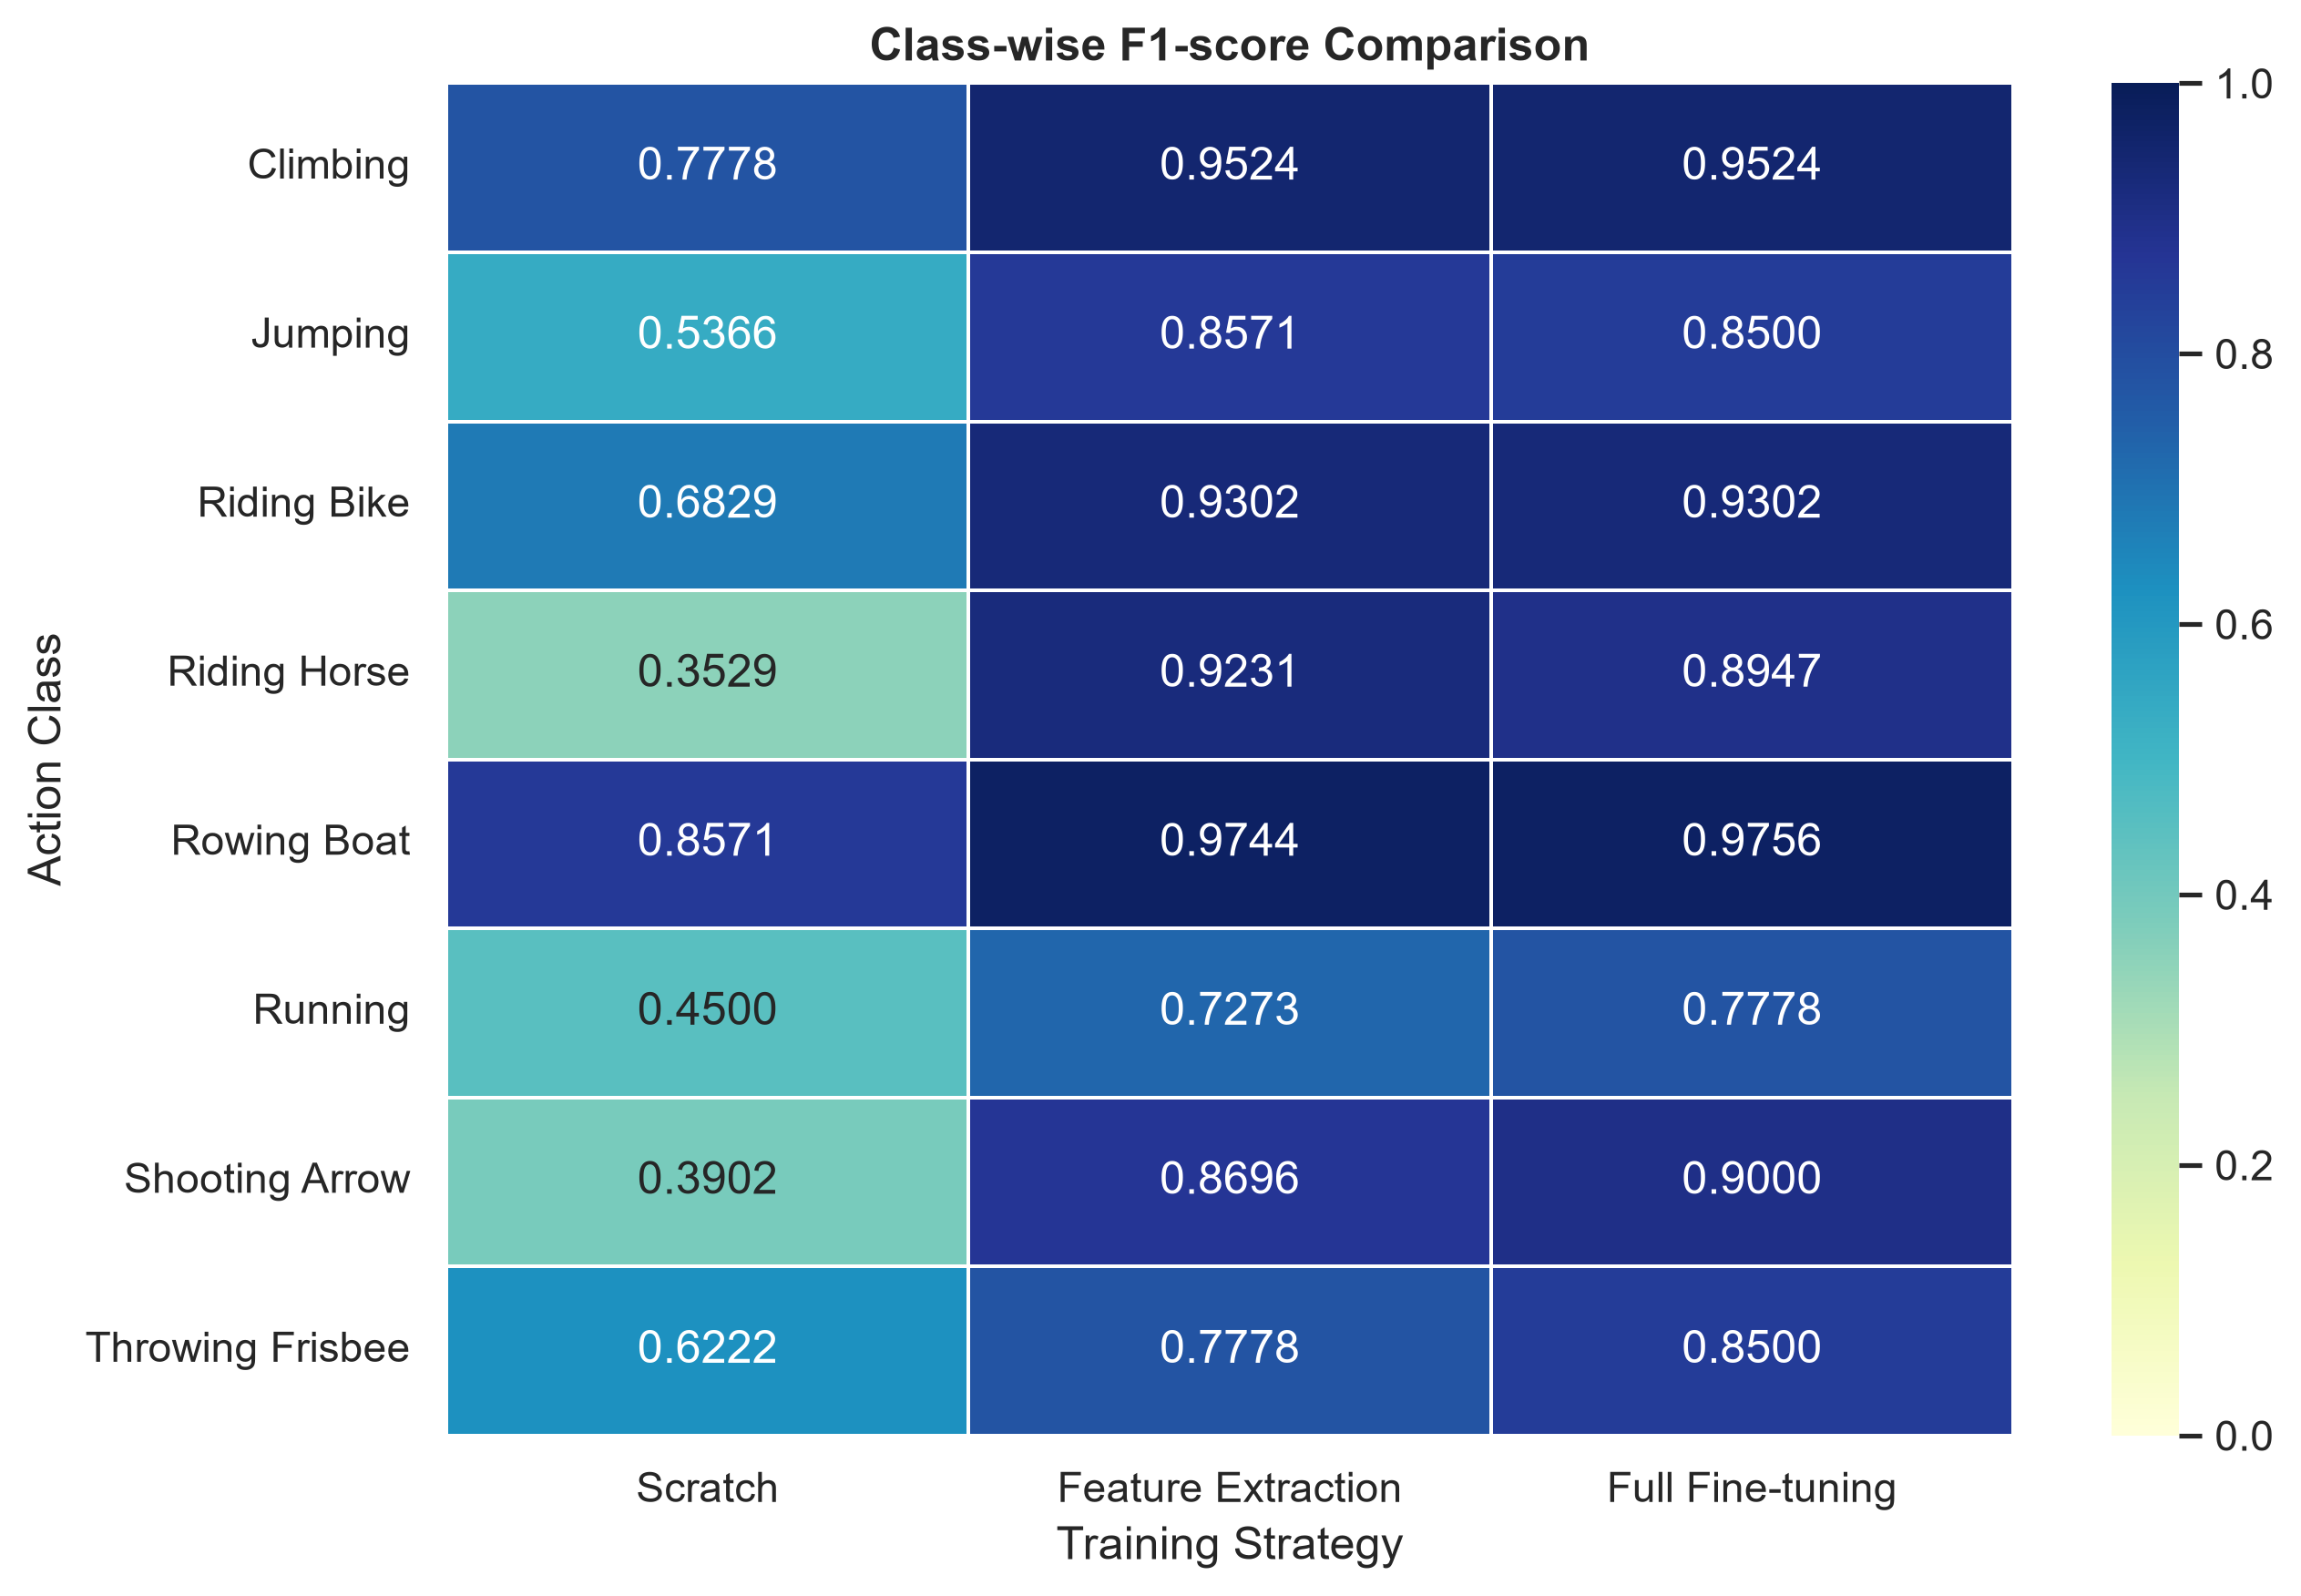 Class-wise F1-score Comparison
Action Class
Climbing 0.7778 0.9524 0.9524
Jumping 0.5366 0.8571 0.8500
Riding Bike 0.6829 0.9302 0.9302
Riding Horse 0.3529 0.9231 0.8947
Rowing Boat 0.8571 0.9744 0.9756
Running 0.4500 0.7273 0.7778
Shooting Arrow 0.3902 0.8696 0.9000
Throwing Frisbee 0.6222 0.7778 0.8500
Scratch Feature Extraction Full Fine-tuning
Training Strategy
1.0
0.8
0.6
0.4
0.2
0.0